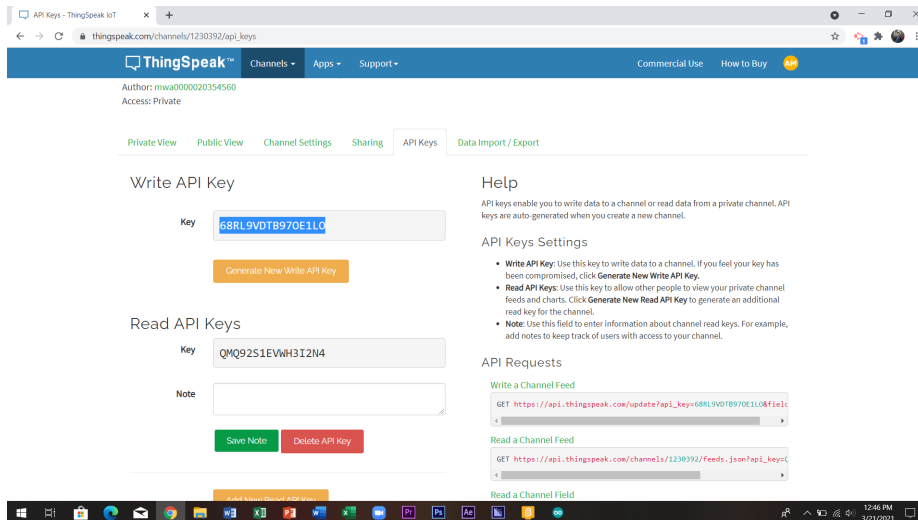 API Keys - ThingSpeak IoT
thingspeak.com/channels/1230392/api_keys
ThingSpeak™ Channels Apps Support Commercial Use How to Buy AM
Author: mwa0000020354560
Access: Private
Private View Public View Channel Settings Sharing API Keys Data Import / Export
Write API Key
Key 68RL9VDTB97OE1LO
Generate New Write API Key
Read API Keys
Key QMQ92S1EVWH3I2N4
Note
Save Note Delete API Key
Add New Read API Key
Help
API keys enable you to write data to a channel or read data from a private channel. API
keys are auto-generated when you create a new channel.
API Keys Settings
Write API Key: Use this key to write data to a channel. If you feel your key has
been compromised, click Generate New Write API Key.
Read API Keys: Use this key to allow other people to view your private channel
feeds and charts. Click Generate New Read API Key to generate an additional
read key for the channel.
Note: Use this field to enter information about channel read keys. For example,
add notes to keep track of users with access to your channel.
API Requests
Write a Channel Feed
GET https://api.thingspeak.com/update?api_key=68RL9VDTB97OE1LO&field
Read a Channel Feed
GET https://api.thingspeak.com/channels/1230392/feeds.json?api_key=Q
Read a Channel Field
12:46 PM
3/21/2021